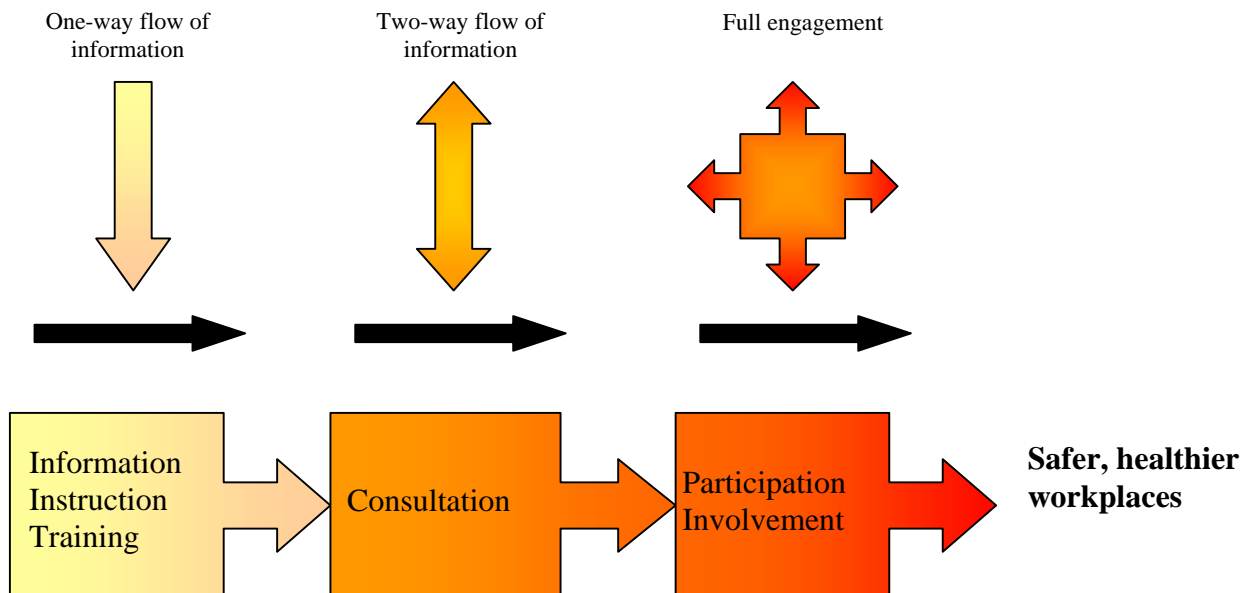 One-way flow of
information
Two-way flow of
information
Full engagement
Information
Instruction
Training
Consultation
Participation
Involvement
Safer, healthier
workplaces